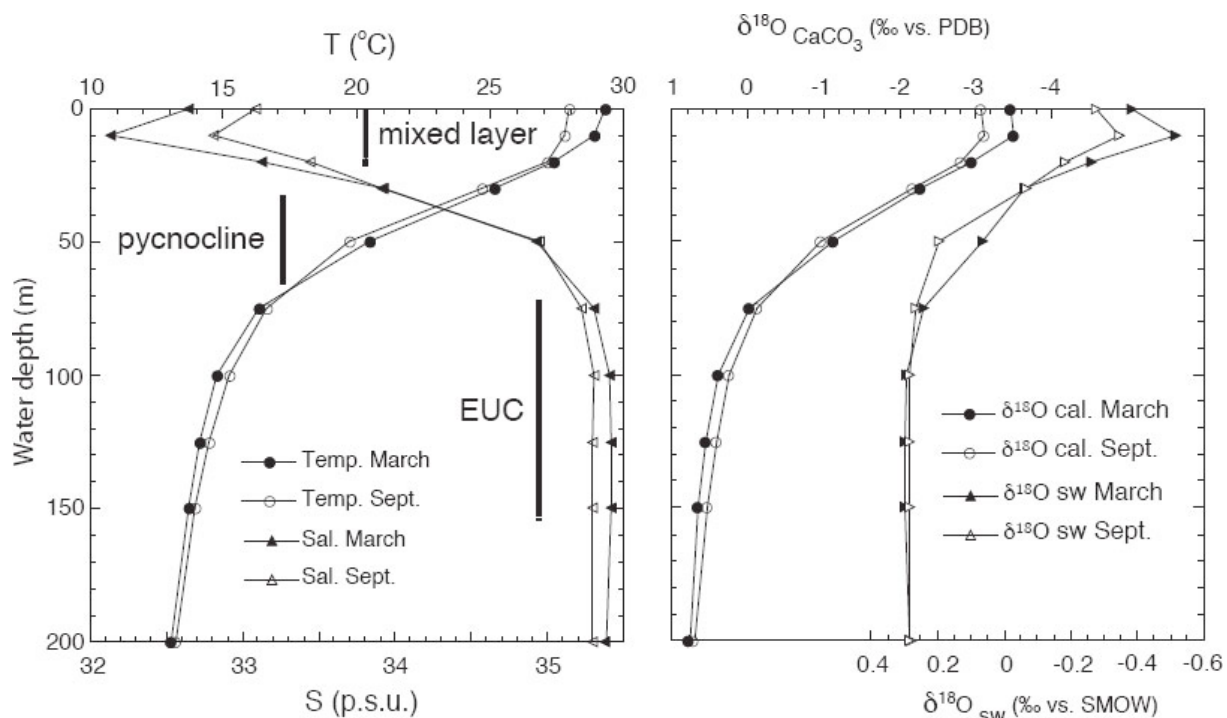 T (°C)
10 15 20 25 30
δ¹⁸O CaCO₃ (‰ vs. PDB)
1 0 -1 -2 -3 -4
Water depth (m)
0
50
100
150
200
mixed layer
pycnocline
EUC
Temp. March
Temp. Sept.
Sal. March
Sal. Sept.
32 33 34 35
S (p.s.u.)
δ¹⁸O cal. March
δ¹⁸O cal. Sept.
δ¹⁸O sw March
δ¹⁸O sw Sept.
0.4 0.2 0 -0.2 -0.4 -0.6
δ¹⁸O sw (‰ vs. SMOW)